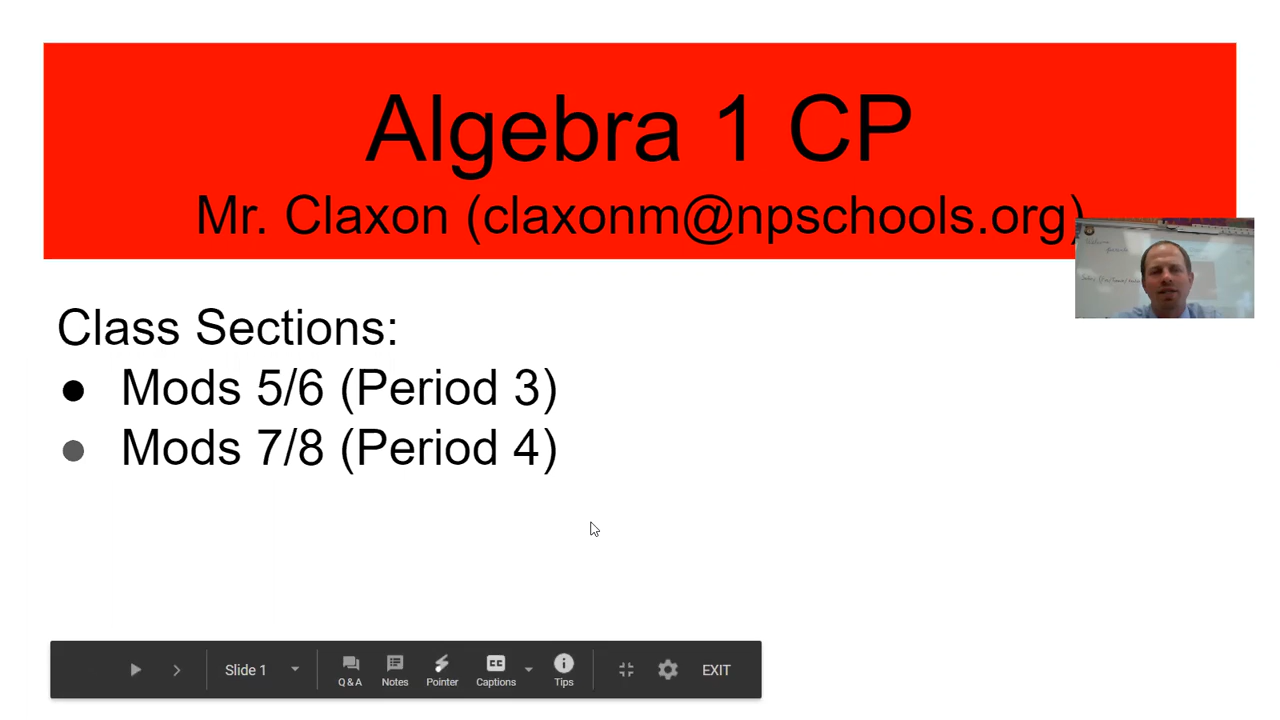 Algebra 1 CP
Mr. Claxon (claxonm@npschools.org)
Class Sections:
● Mods 5/6 (Period 3)
● Mods 7/8 (Period 4)
Slide 1
Q & A
Notes
Pointer
CC
Captions
Tips
EXIT